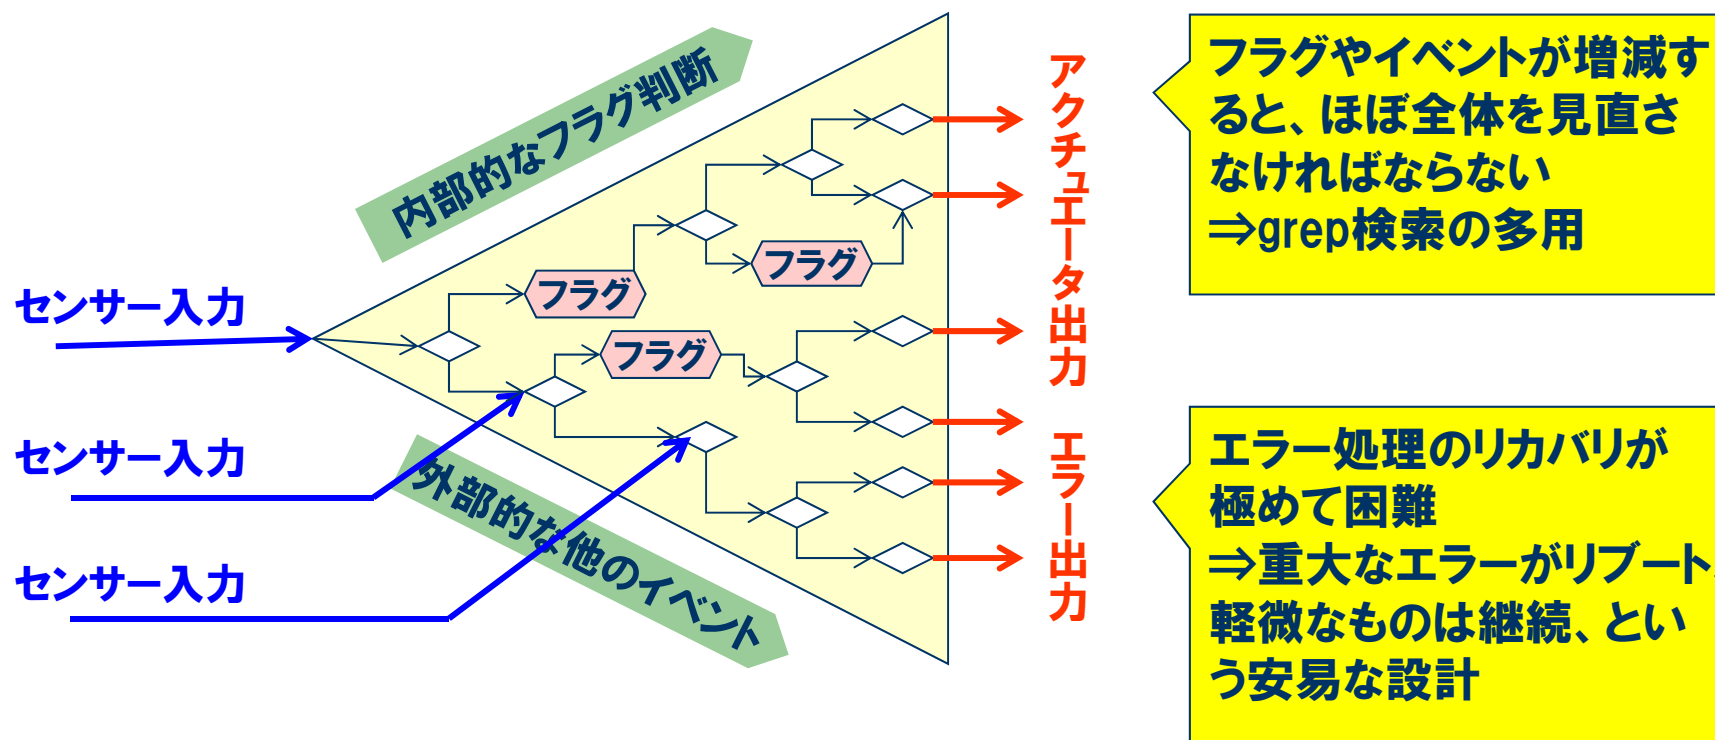 内部的なフラグ判断
センサー入力
センサー入力
センサー入力
フラグ
フラグ
フラグ
外部的な他のイベント
アクチュエータ出力
エラー出力
フラグやイベントが増減す
ると、ほぼ全体を見直さ
なければならない
⇒grep検索の多用
エラー処理のリカバリが
極めて困難
⇒重大なエラーがリブート、
軽微なものは継続、とい
う安易な設計